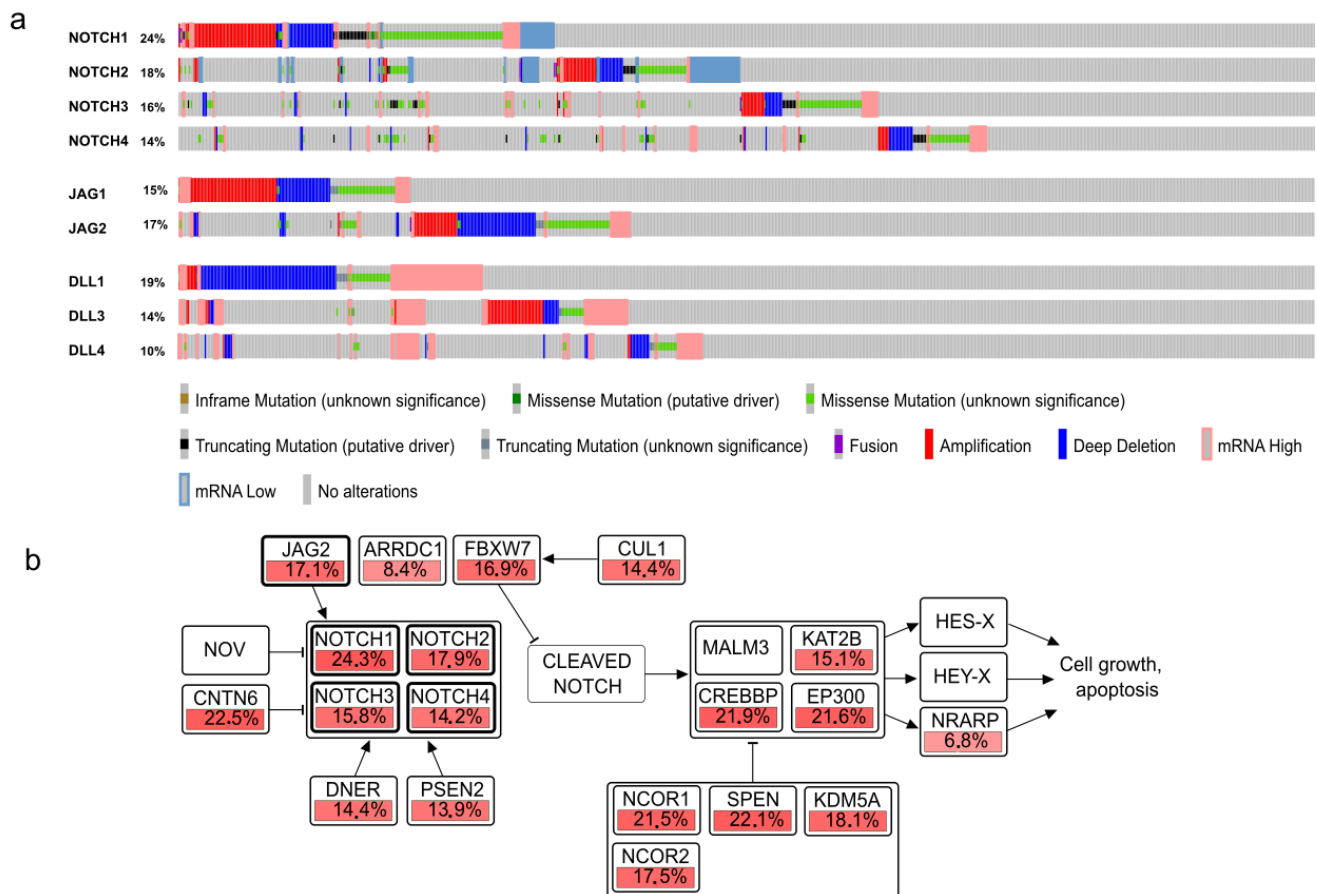 a
NOTCH1 24%
NOTCH2 18%
NOTCH3 16%
NOTCH4 14%
JAG1 15%
JAG2 17%
DLL1 19%
DLL3 14%
DLL4 10%
Inframe Mutation (unknown significance) Missense Mutation (putative driver) Missense Mutation (unknown significance)
Truncating Mutation (putative driver) Truncating Mutation (unknown significance) Fusion Amplification Deep Deletion mRNA High
mRNA Low No alterations
b
JAG2 ARRDC1 FBXW7 CUL1
17.1% 8.4% 16.9% 14.4%
NOV
CNTN6
22.5%
NOTCH1 NOTCH2
24.3% 17.9%
NOTCH3 NOTCH4
15.8% 14.2%
DNER PSEN2
14.4% 13.9%
CLEAVED
NOTCH
MALM3 KAT2B
15.1%
CREBBP EP300
21.9% 21.6%
HES-X
HEY-X
NRARP
6.8%
Cell growth,
apoptosis
NCOR1 SPEN KDM5A
21.5% 22.1% 18.1%
NCOR2
17.5%